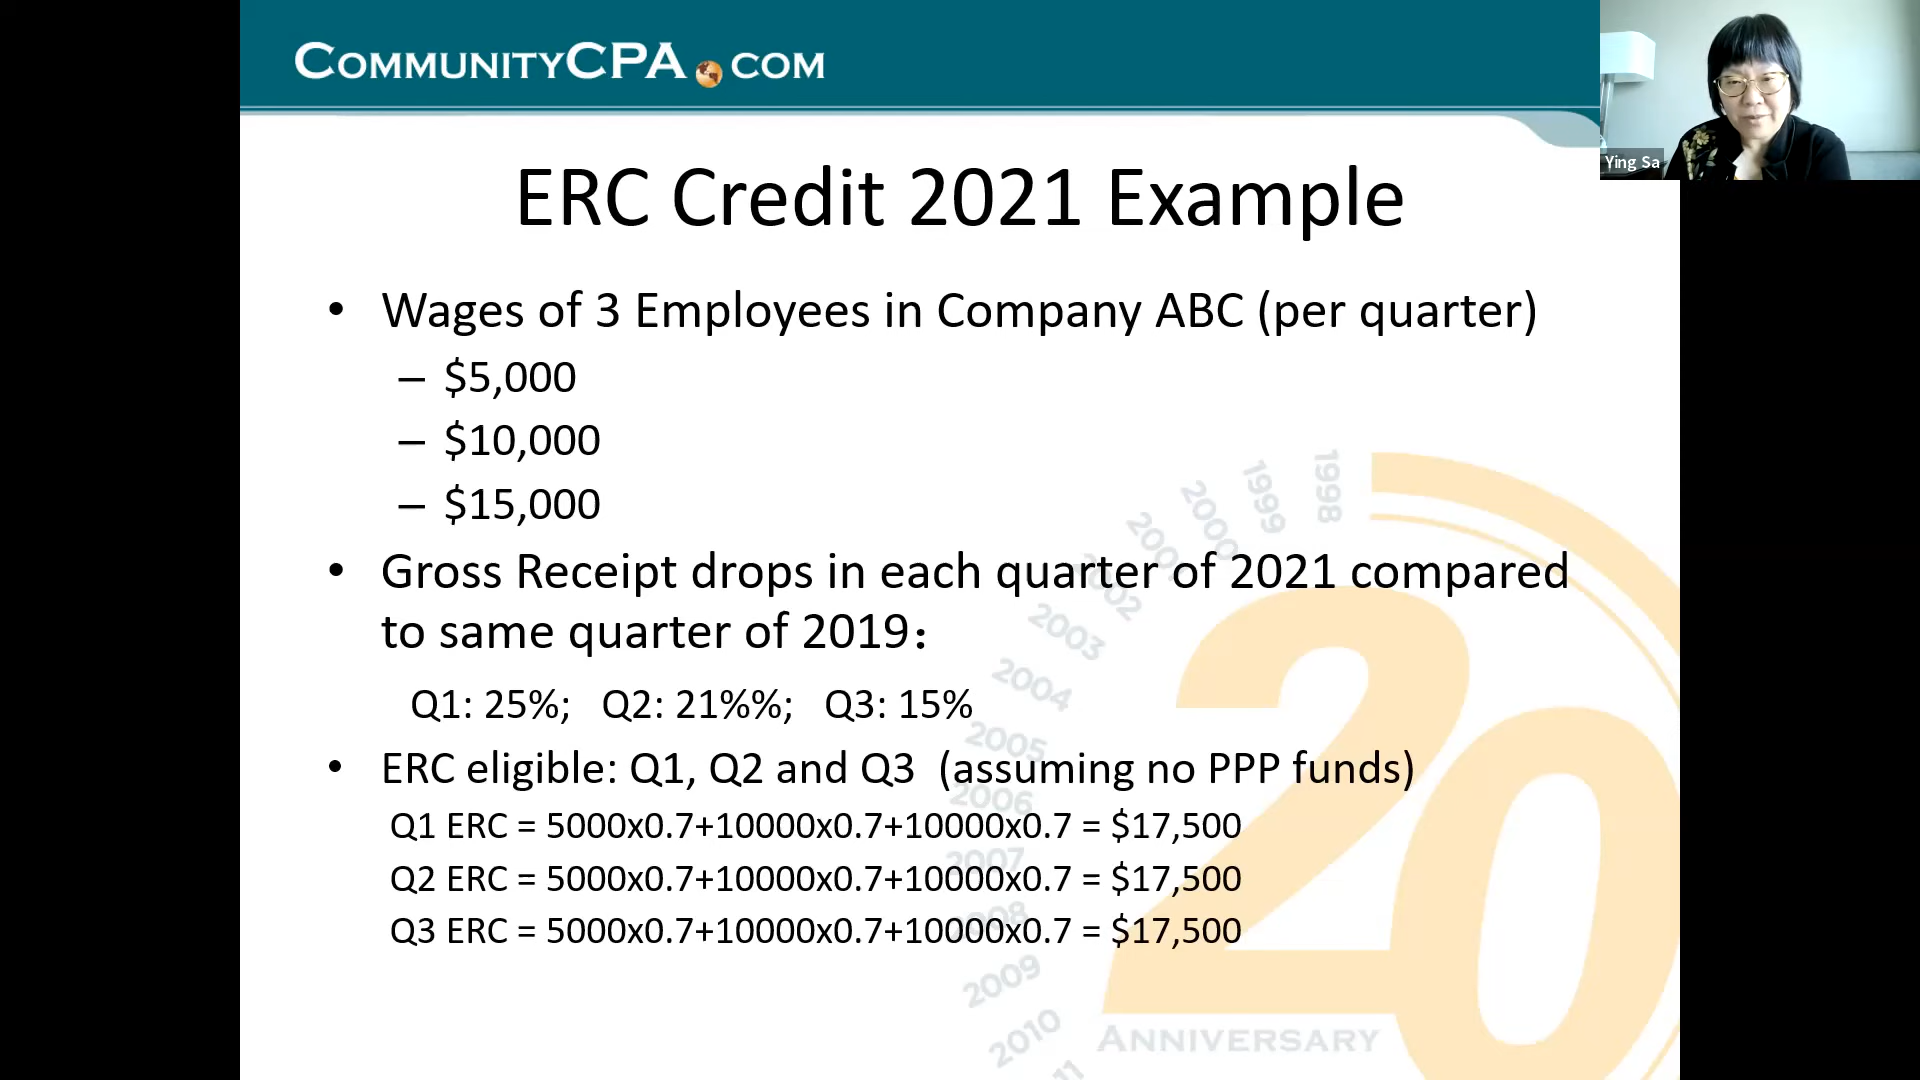 COMMUNITYCPA.COM
Ying Sa
ERC Credit 2021 Example
• Wages of 3 Employees in Company ABC (per quarter)
– $5,000
– $10,000
– $15,000
• Gross Receipt drops in each quarter of 2021 compared
to same quarter of 2019：
Q1: 25%; Q2: 21%%; Q3: 15%
• ERC eligible: Q1, Q2 and Q3 (assuming no PPP funds)
Q1 ERC = 5000x0.7+10000x0.7+10000x0.7 = $17,500
Q2 ERC = 5000x0.7+10000x0.7+10000x0.7 = $17,500
Q3 ERC = 5000x0.7+10000x0.7+10000x0.7 = $17,500
1998
1999
2000
2002
2003
2004
2005
2006
2007
2008
2009
2010
20
ANNIVERSARY